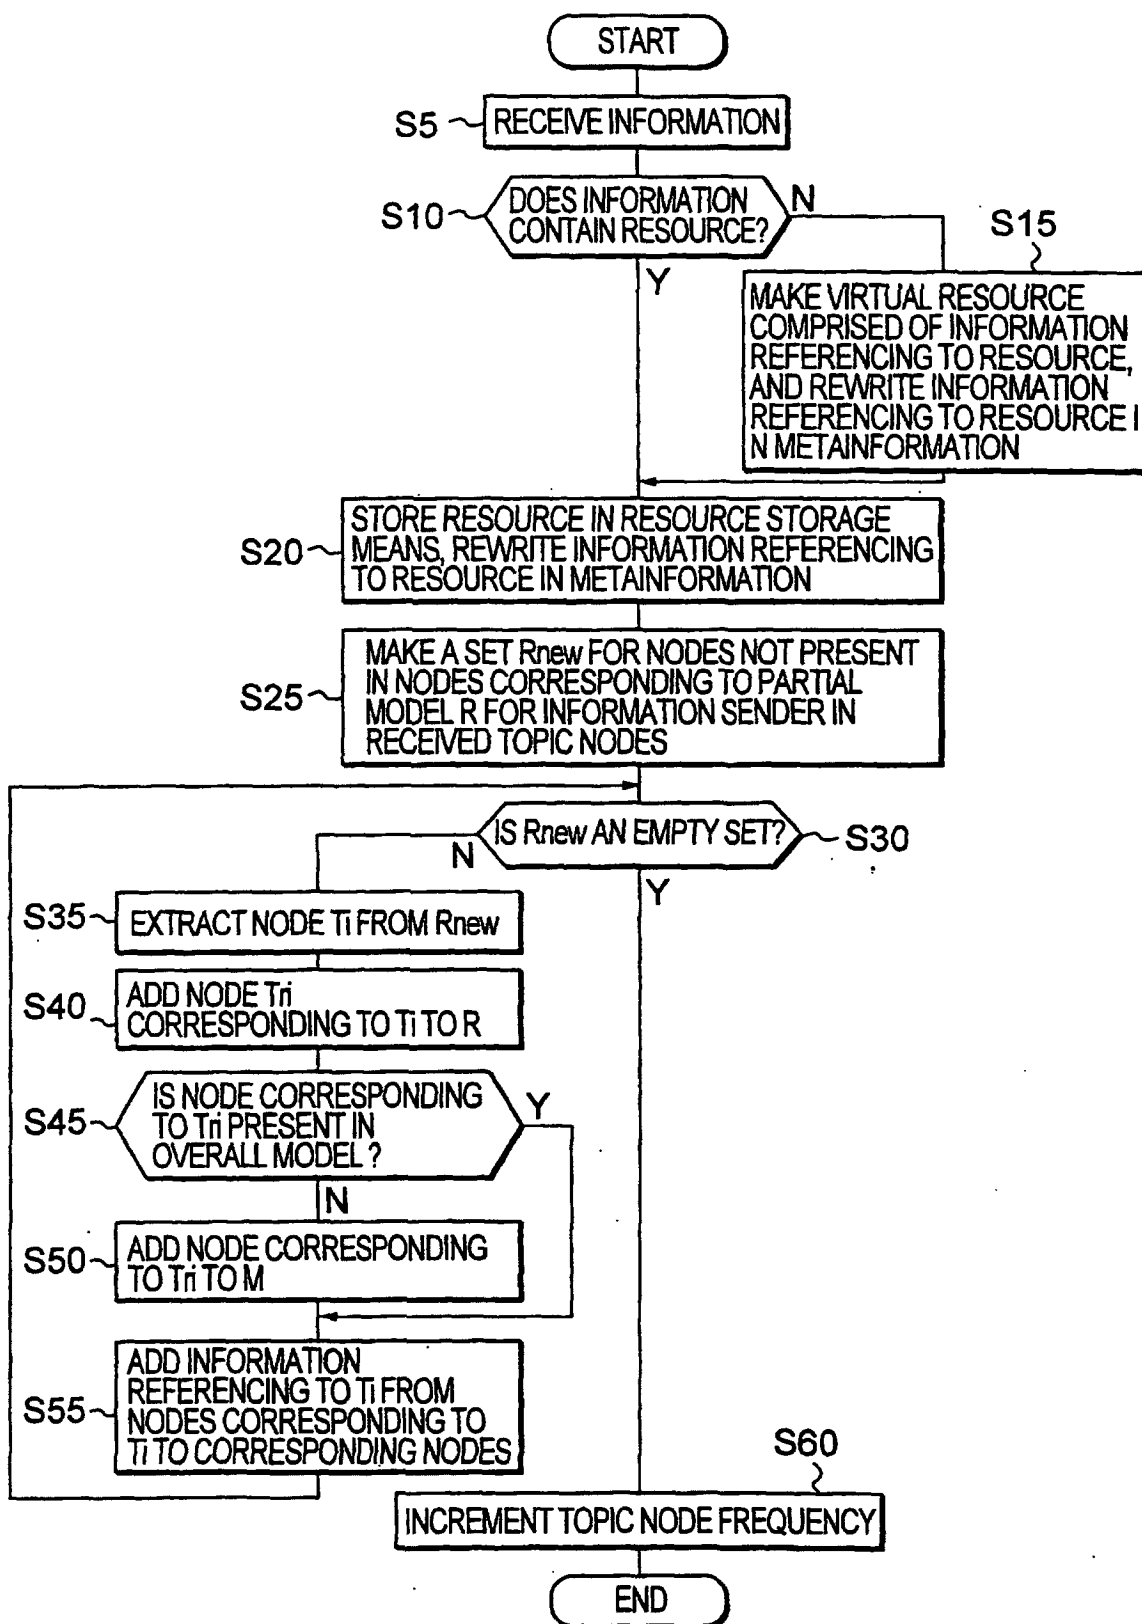 START
S5
RECEIVE INFORMATION
S10
DOES INFORMATION
CONTAIN RESOURCE?
N
Y
S15
MAKE VIRTUAL RESOURCE
COMPRISED OF INFORMATION
REFERENCING TO RESOURCE,
AND REWRITE INFORMATION
REFERENCING TO RESOURCE I
N METAINFORMATION
S20
STORE RESOURCE IN RESOURCE STORAGE
MEANS, REWRITE INFORMATION REFERENCING
TO RESOURCE IN METAINFORMATION
S25
MAKE A SET Rnew FOR NODES NOT PRESENT
IN NODES CORRESPONDING TO PARTIAL
MODEL R FOR INFORMATION SENDER IN
RECEIVED TOPIC NODES
IS Rnew AN EMPTY SET?
S30
N
Y
S35
EXTRACT NODE Ti FROM Rnew
S40
ADD NODE Tri
CORRESPONDING TO Ti TO R
S45
IS NODE CORRESPONDING
TO Tri PRESENT IN
OVERALL MODEL ?
Y
N
S50
ADD NODE CORRESPONDING
TO Tri TO M
S55
ADD INFORMATION
REFERENCING TO Ti FROM
NODES CORRESPONDING TO
Ti TO CORRESPONDING NODES
S60
INCREMENT TOPIC NODE FREQUENCY
END